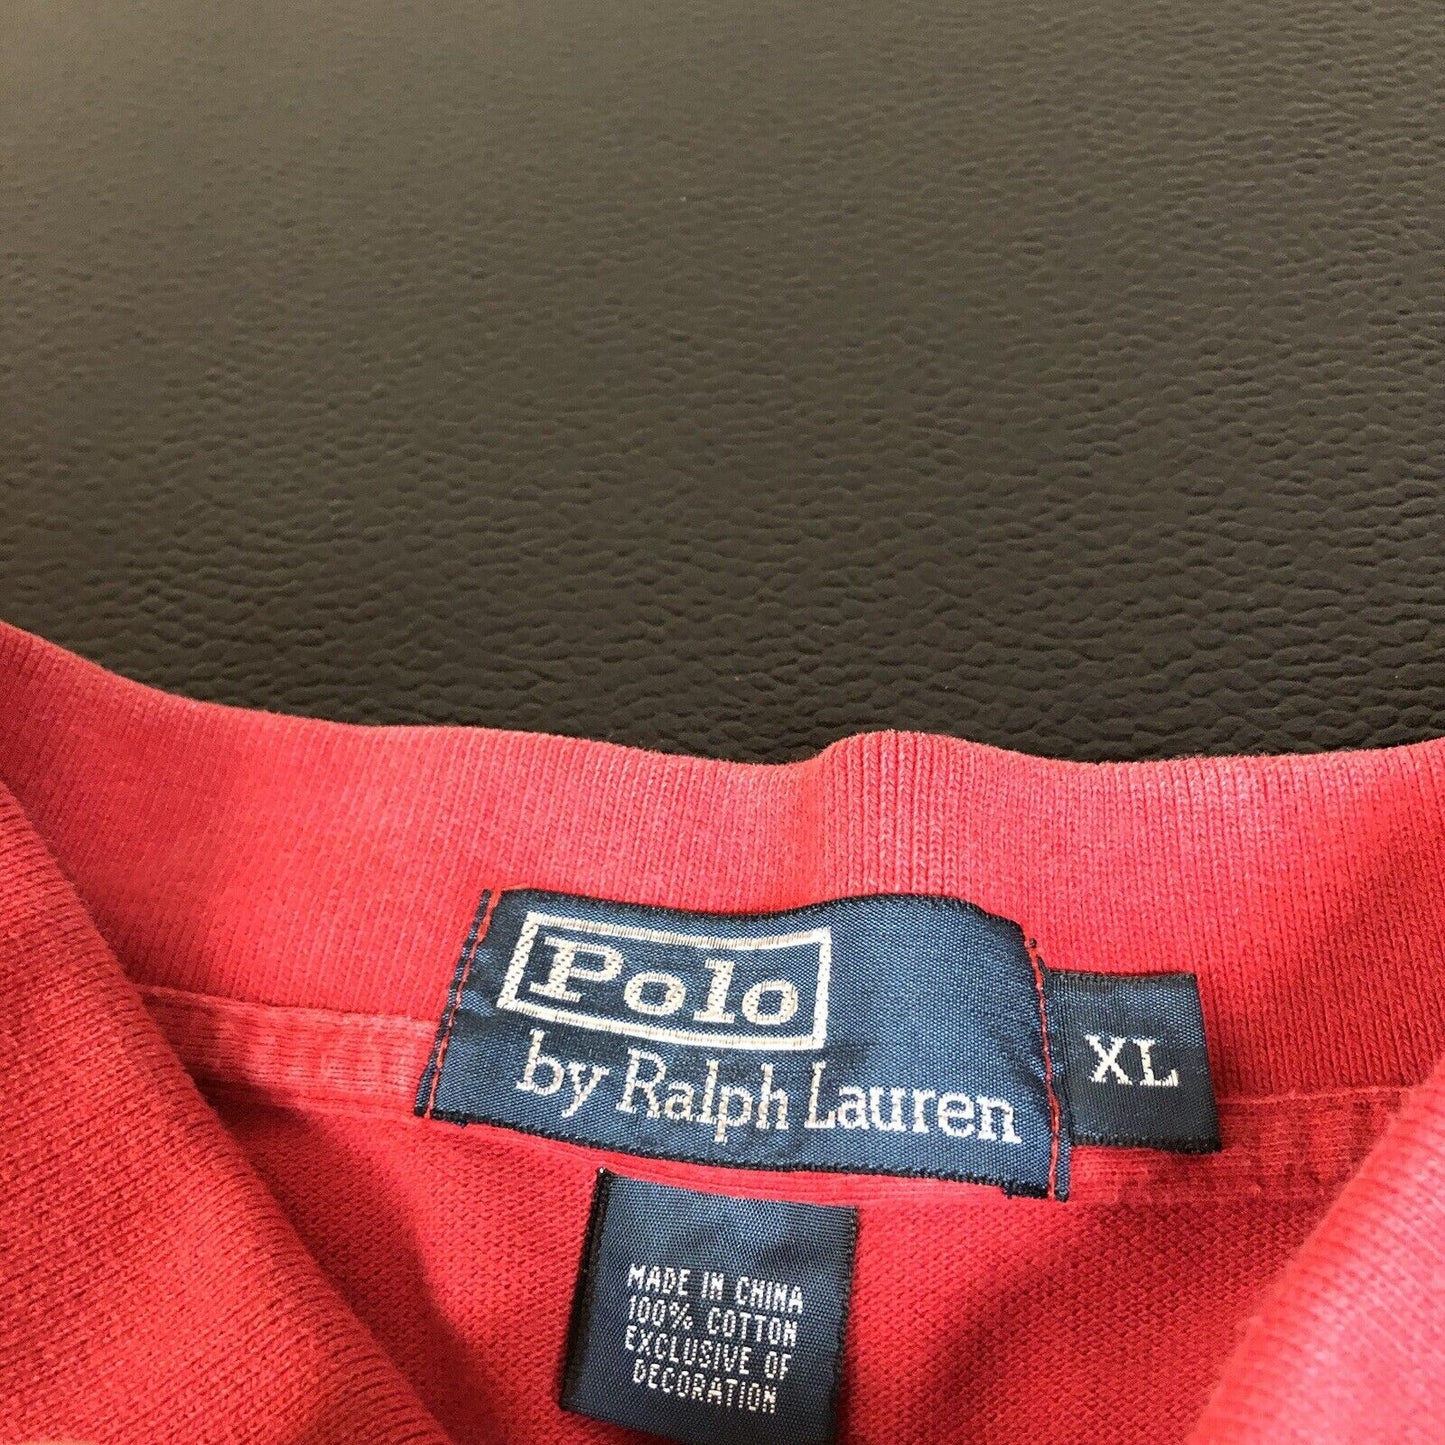 Polo
by Ralph Lauren
XL
MADE IN CHINA
100% COTTON
EXCLUSIVE OF
DECORATION